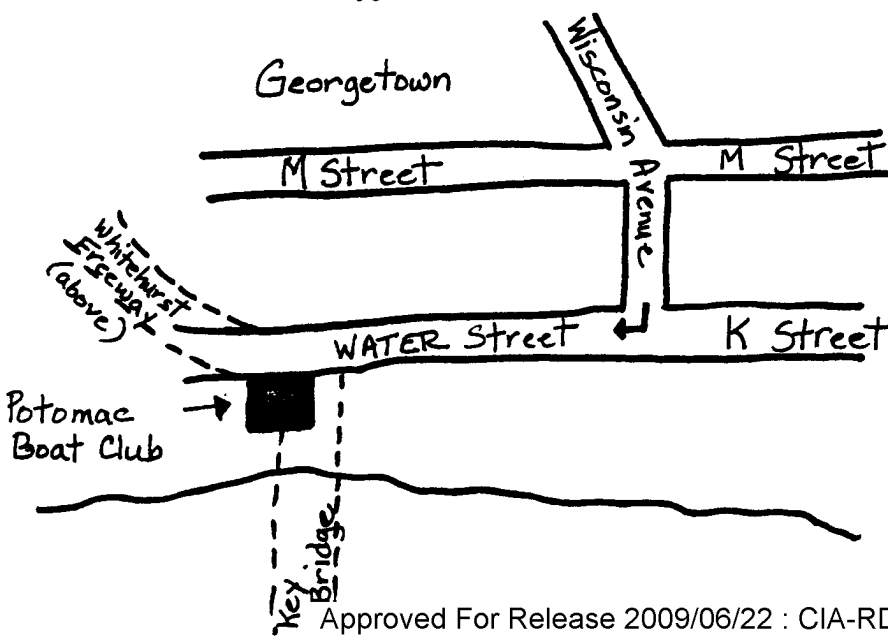 Georgetown
Wisconsin Avenue
M Street
M Street
Whitehurst
Freeway
(above)
WATER Street
K Street
Potomac
Boat Club
Key
Bridge
Approved For Release 2009/06/22 : CIA-RD